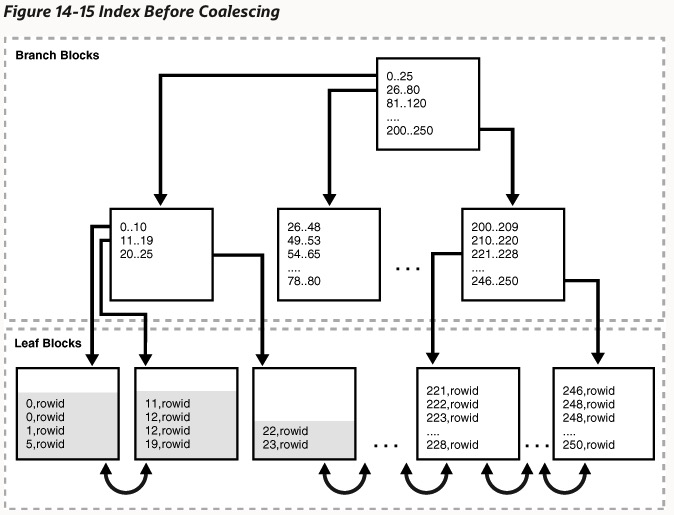 Figure 14-15 Index Before Coalescing
Branch Blocks
0..25
26..80
81..120
....
200..250
0..10
11..19
20..25
26..48
49..53
54..65
....
78..80
...
200..209
210..220
221..228
....
246..250
Leaf Blocks
0,rowid
0,rowid
1,rowid
5,rowid
11,rowid
12,rowid
12,rowid
19,rowid
22,rowid
23,rowid
...
221,rowid
222,rowid
223,rowid
....
228,rowid
...
246,rowid
248,rowid
248,rowid
....
250,rowid